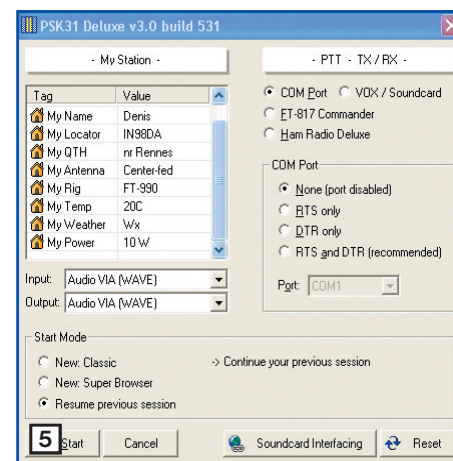 PSK31 Deluxe v3.0 build 531
- My Station -
Tag Value
My Name Denis
My Locator IN98DA
My QTH nr Rennes
My Antenna Center-fed
My Rig FT-990
My Temp 20C
My Weather Wx
My Power 10 W
Input: Audio VIA (WAVE)
Output: Audio VIA (WAVE)
- PTT - TX / RX -
COM Port VOX / Soundcard
FT-817 Commander
Ham Radio Deluxe
COM Port
None (port disabled)
RTS only
DTR only
RTS and DTR (recommended)
Port: COM1
Start Mode
New: Classic
New: Super Browser
Resume previous session
-> Continue your previous session
5 Start Cancel Soundcard Interfacing Reset